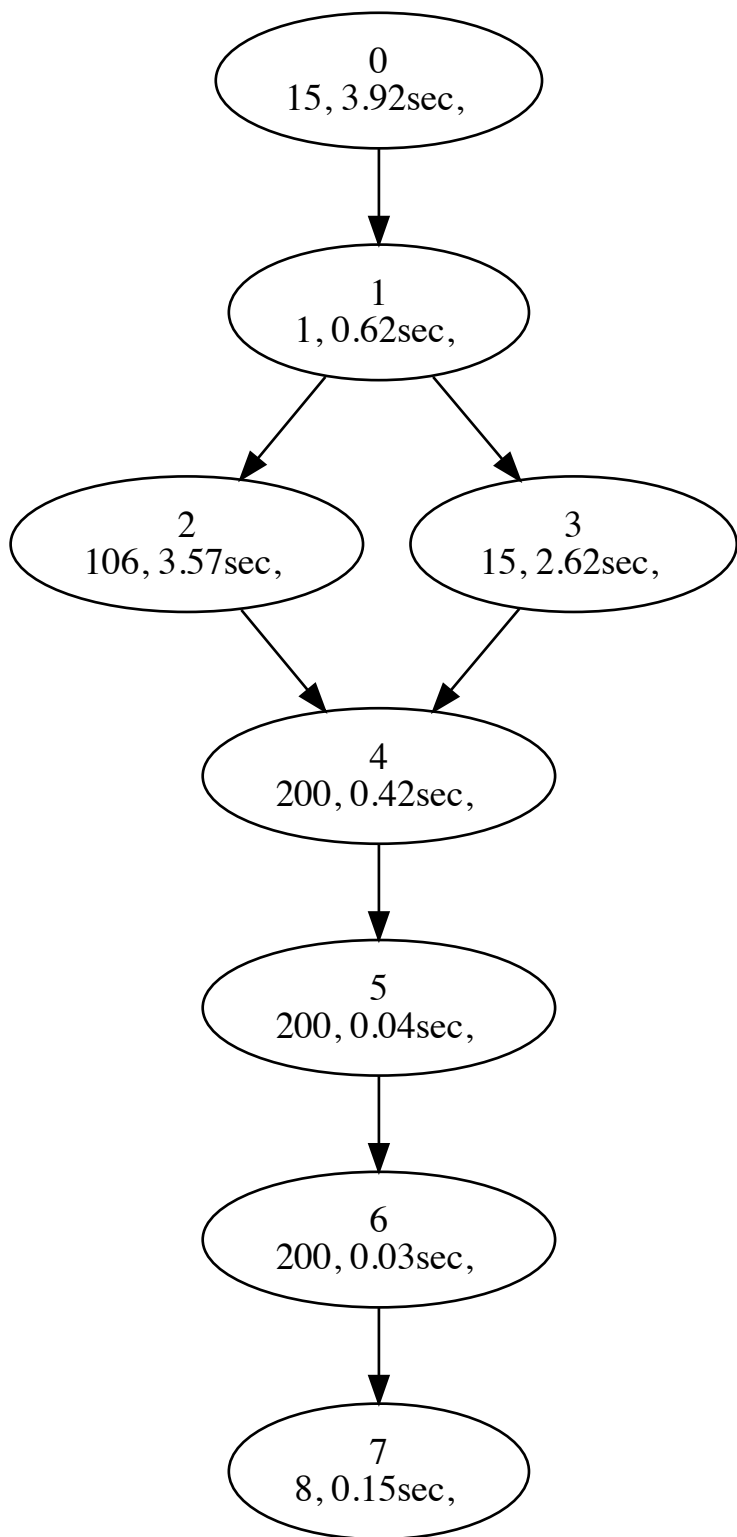 0
15, 3.92sec,
1
1, 0.62sec,
2
106, 3.57sec,
3
15, 2.62sec,
4
200, 0.42sec,
5
200, 0.04sec,
6
200, 0.03sec,
7
8, 0.15sec,